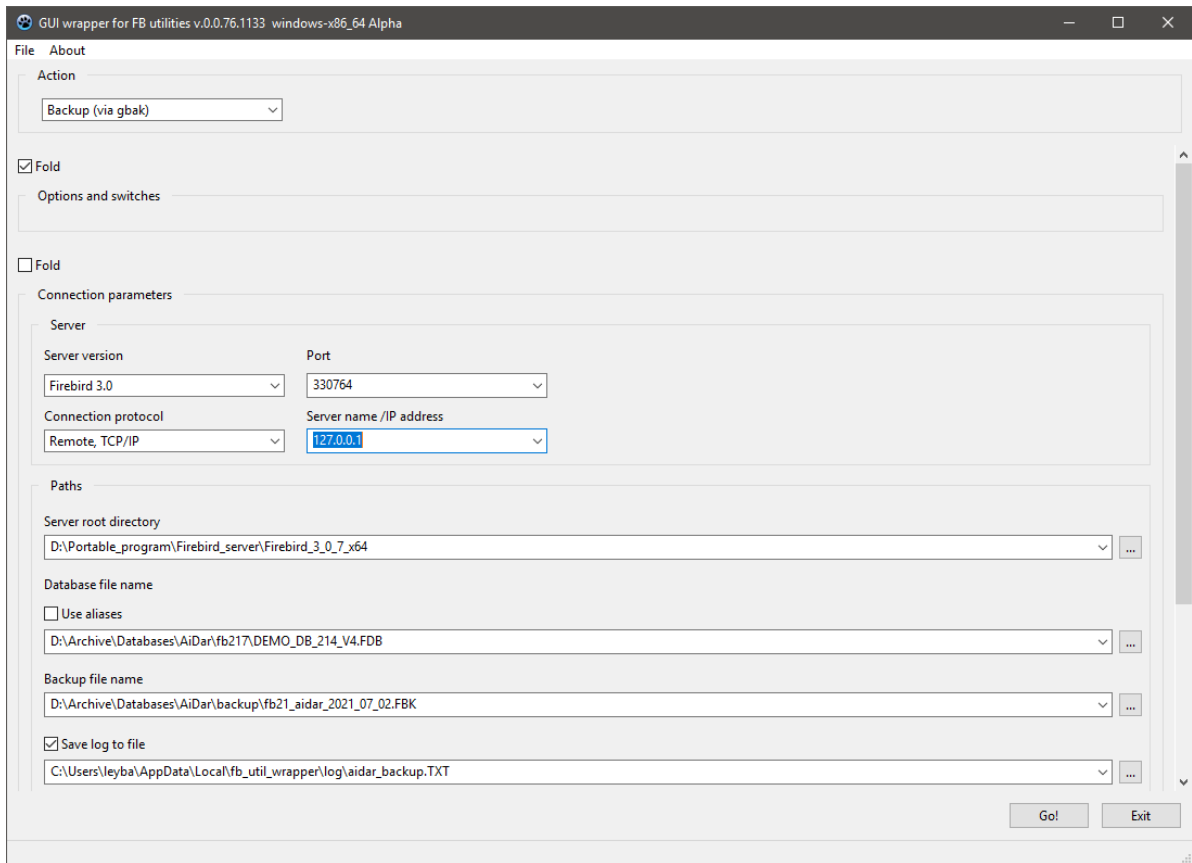 GUI wrapper for FB utilities v.0.0.76.1133 windows-x86_64 Alpha
File About
Action
Backup (via gbak)
Fold
Options and switches
Fold
Connection parameters
Server
Server version Port
Firebird 3.0 330764
Connection protocol Server name /IP address
Remote, TCP/IP 127.0.0.1
Paths
Server root directory
D:\Portable_program\Firebird_server\Firebird_3_0_7_x64 ...
Database file name
Use aliases
D:\Archive\Databases\AiDar\fb217\DEMO_DB_214_V4.FDB ...
Backup file name
D:\Archive\Databases\AiDar\backup\fb21_aidar_2021_07_02.FBK ...
Save log to file
C:\Users\leyba\AppData\Local\fb_util_wrapper\log\aidar_backup.TXT ...
Go! Exit